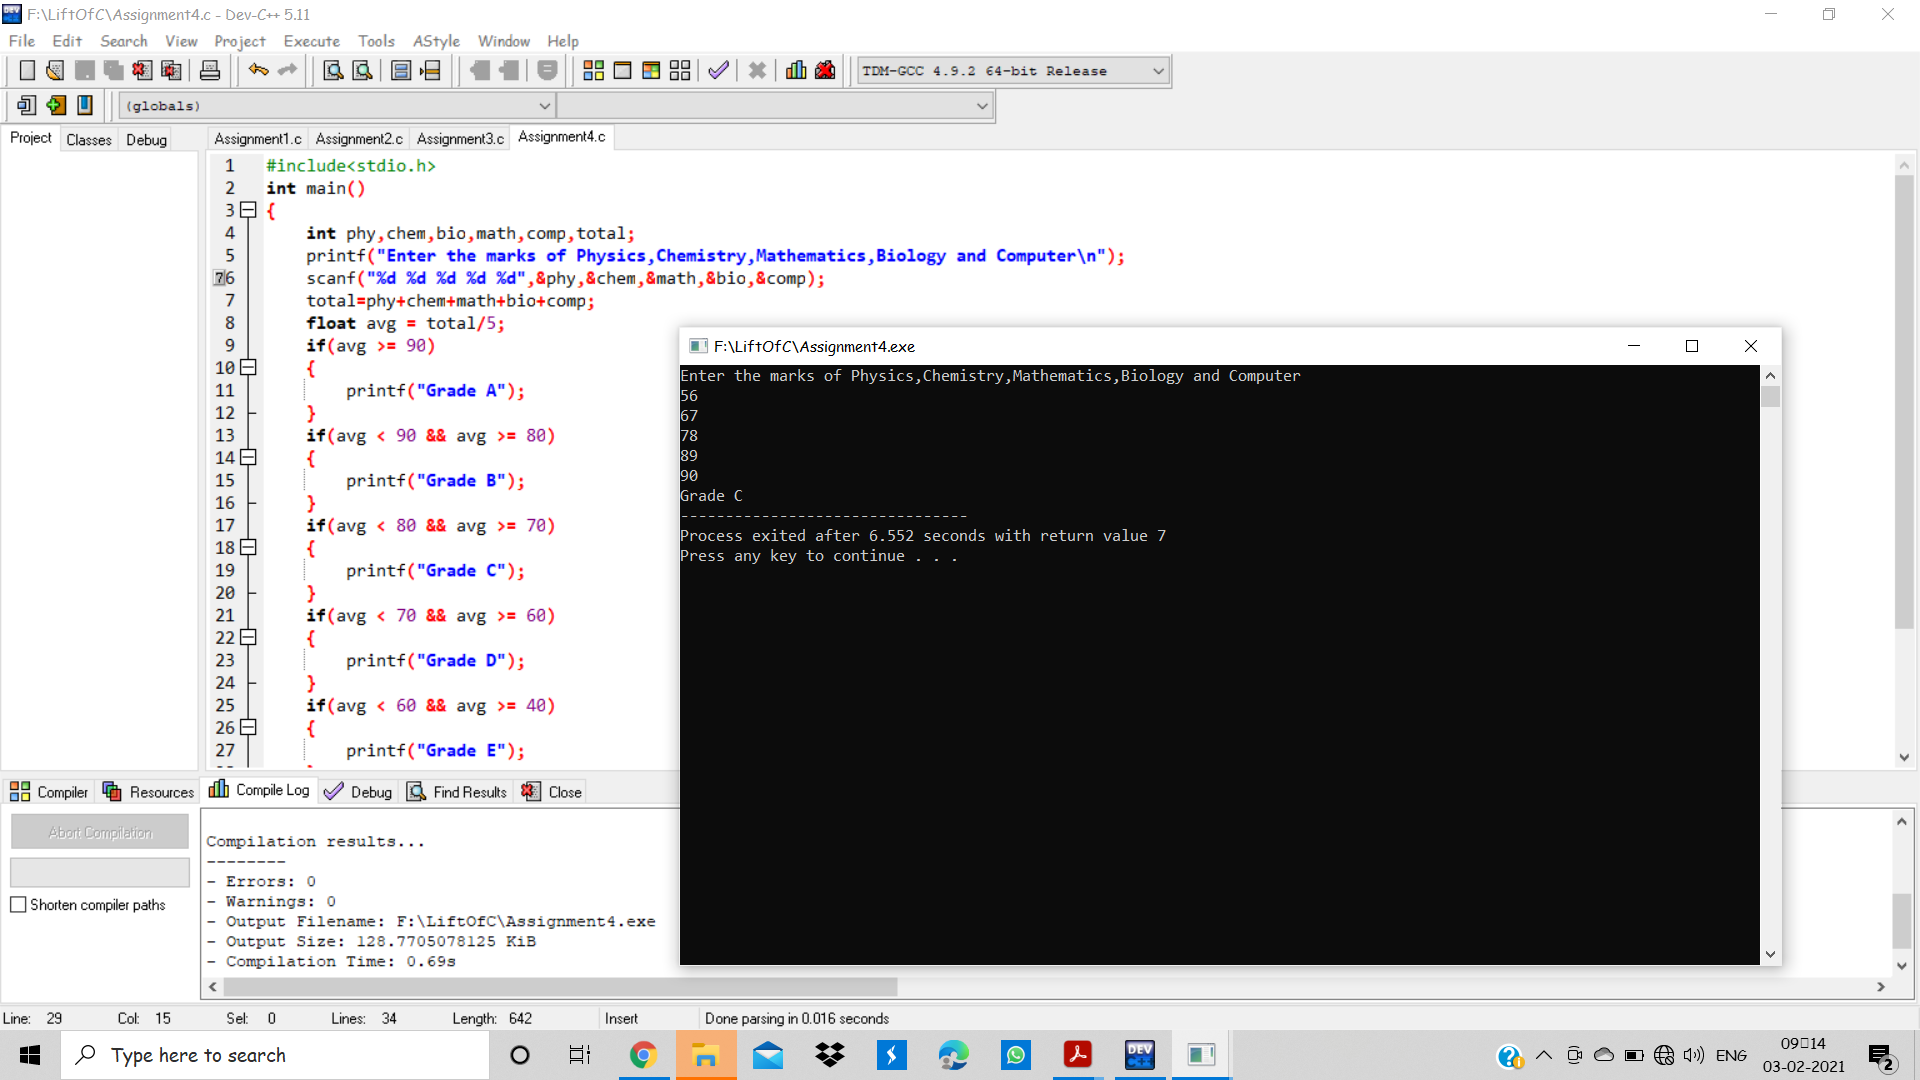 F:\LiftOfC\Assignment4.c - Dev-C++ 5.11
File Edit Search View Project Execute Tools AStyle Window Help
TDM-GCC 4.9.2 64-bit Release
(globals)
Project Classes Debug
Assignment1.c Assignment2.c Assignment3.c Assignment4.c
1 #include<stdio.h>
2 int main()
3 {
4 int phy,chem,bio,math,comp,total;
5 printf("Enter the marks of Physics,Chemistry,Mathematics,Biology and Computer\n");
6 scanf("%d %d %d %d %d",&phy,&chem,&math,&bio,&comp);
7 total=phy+chem+math+bio+comp;
8 float avg = total/5;
9 if(avg >= 90)
10 {
11 printf("Grade A");
12 }
13 if(avg < 90 && avg >= 80)
14 {
15 printf("Grade B");
16 }
17 if(avg < 80 && avg >= 70)
18 {
19 printf("Grade C");
20 }
21 if(avg < 70 && avg >= 60)
22 {
23 printf("Grade D");
24 }
25 if(avg < 60 && avg >= 40)
26 {
27 printf("Grade E");
F:\LiftOfC\Assignment4.exe
Enter the marks of Physics,Chemistry,Mathematics,Biology and Computer
56
67
78
89
90
Grade C
--------------------------------
Process exited after 6.552 seconds with return value 7
Press any key to continue . . .
Compiler Resources Compile Log Debug Find Results Close
Abort Compilation
Shorten compiler paths
Compilation results...
--------
- Errors: 0
- Warnings: 0
- Output Filename: F:\LiftOfC\Assignment4.exe
- Output Size: 128.7705078125 KiB
- Compilation Time: 0.69s
Line: 29 Col: 15 Sel: 0 Lines: 34 Length: 642 Insert Done parsing in 0.016 seconds
Type here to search
DEV C++
ENG
09:14
03-02-2021
2